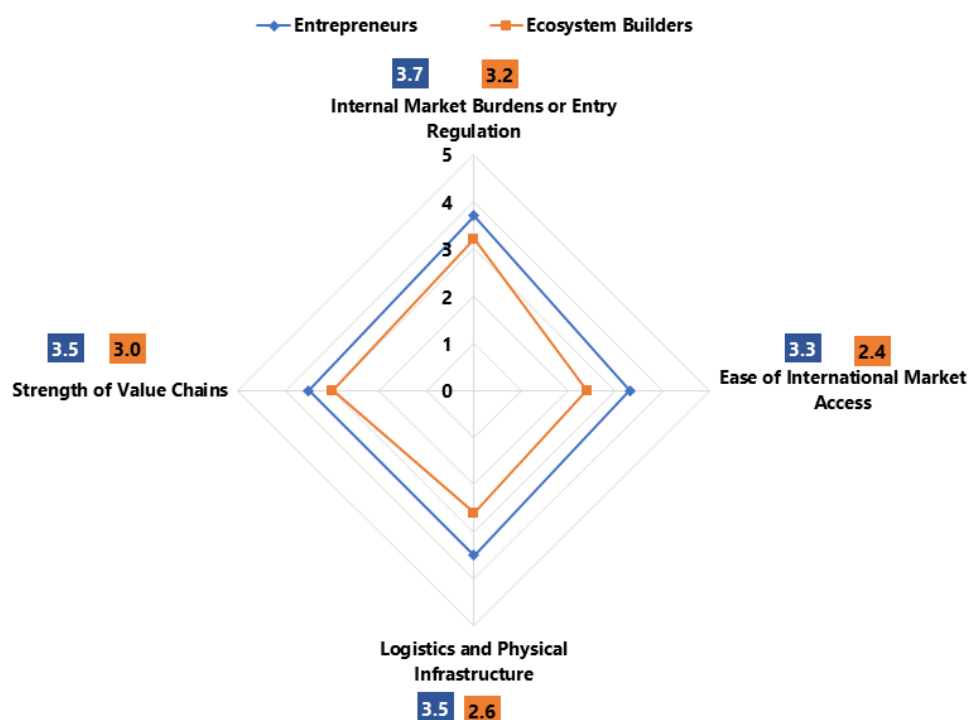 Entrepreneurs Ecosystem Builders
3.7 3.2
Internal Market Burdens or Entry
Regulation
5
4
3
2
1
0
3.5 3.0
Strength of Value Chains
3.3 2.4
Ease of International Market
Access
Logistics and Physical
Infrastructure
3.5 2.6